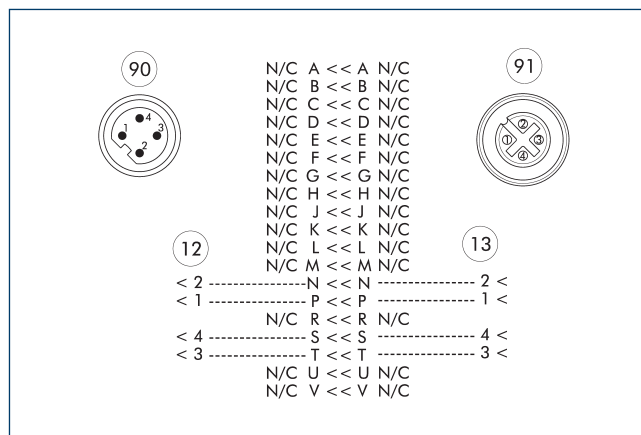 90
91
N/C A << A N/C
N/C B << B N/C
N/C C << C N/C
N/C D << D N/C
N/C E << E N/C
N/C F << F N/C
N/C G << G N/C
N/C H << H N/C
N/C J << J N/C
N/C K << K N/C
N/C L << L N/C
N/C M << M N/C
4
1 3
2
2
1 3
4
12
13
< 2 ------------------ N << N ------------------ 2 <
< 1 ------------------ P << P ------------------ 1 <
N/C R << R N/C
< 4 ------------------ S << S ------------------ 4 <
< 3 ------------------ T << T ------------------ 3 <
N/C U << U N/C
N/C V << V N/C